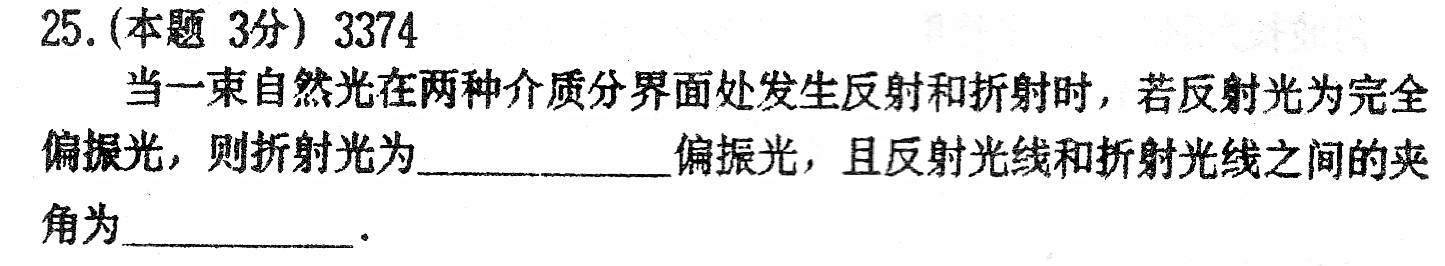 25.(本题 3分) 3374
当一束自然光在两种介质分界面处发生反射和折射时，若反射光为完全
偏振光，则折射光为____________偏振光，且反射光线和折射光线之间的夹
角为___________．